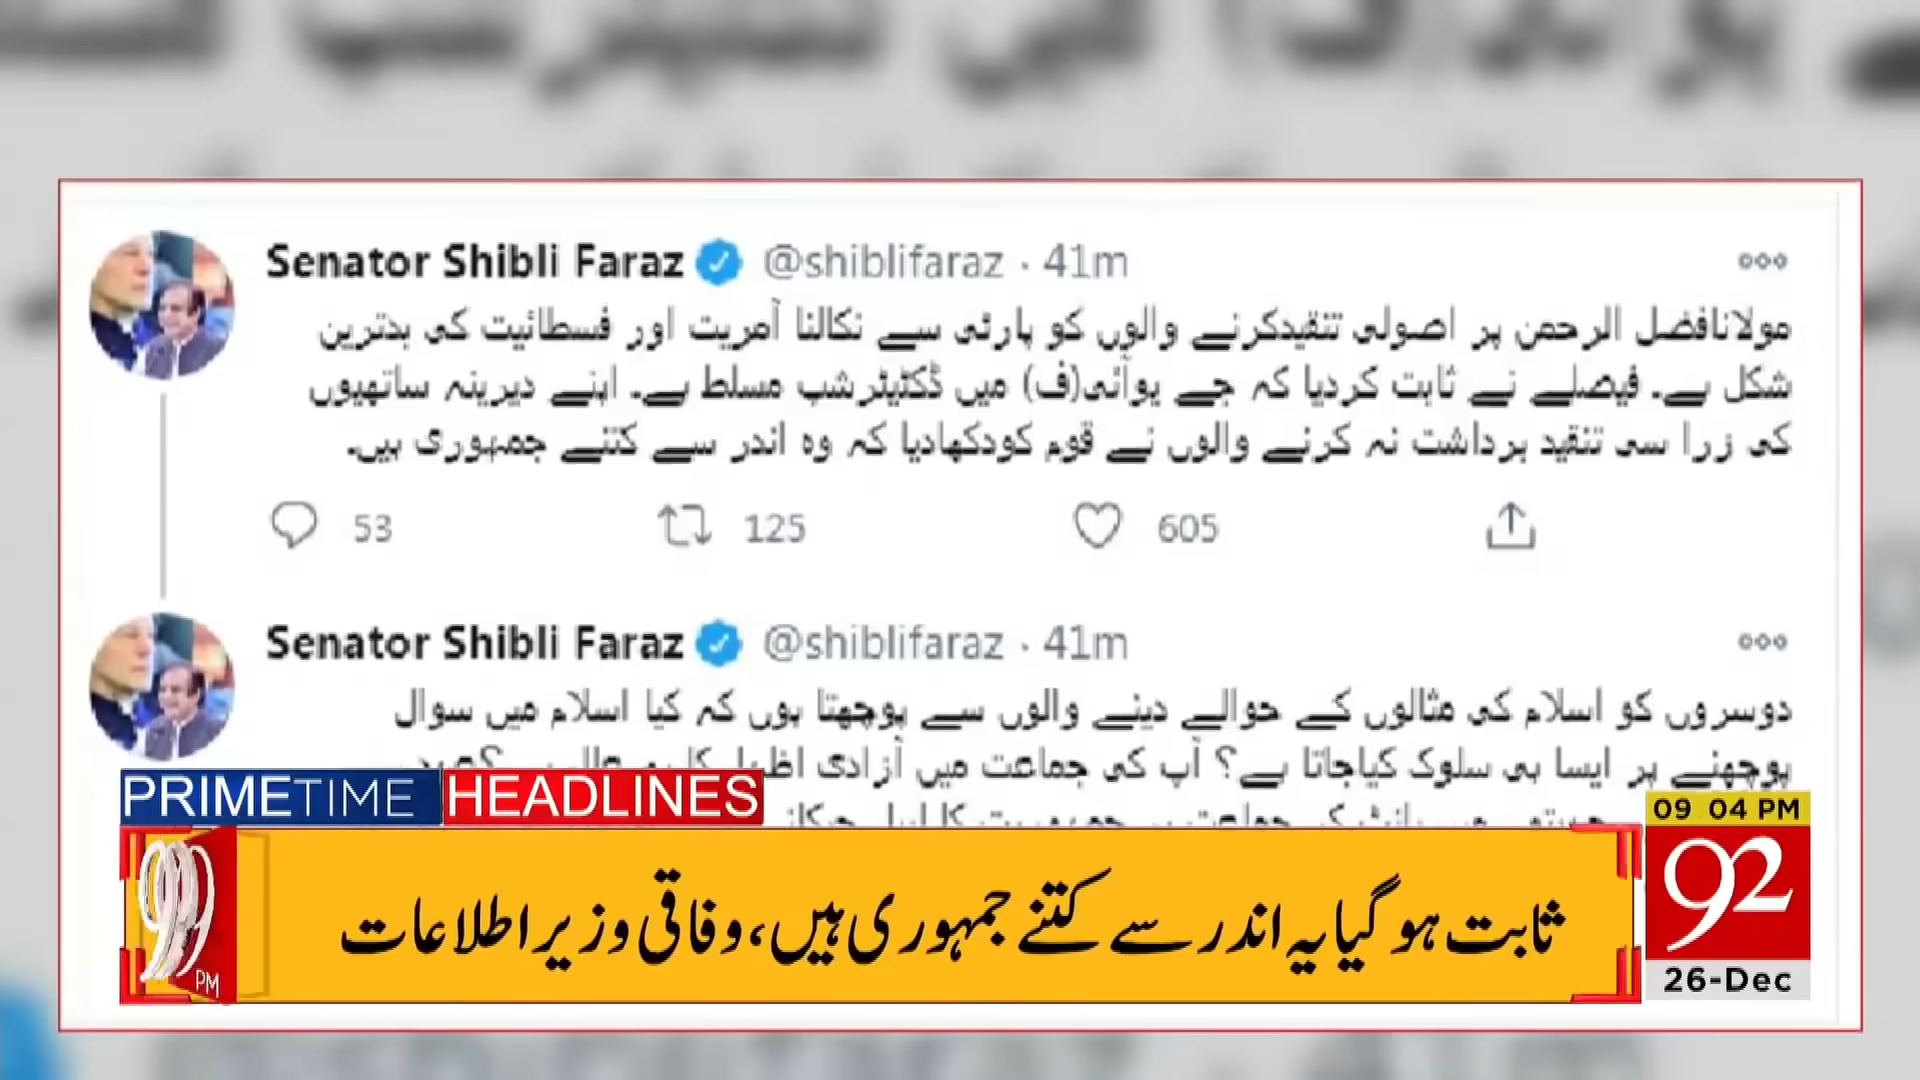 Senator Shibli Faraz @shiblifaraz · 41m
مولانافضل الرحمن پر اصولی تنقیدکرنے والوں کو پارٹی سے نکالنا آمریت اور فسطائیت کی بدترین
شکل ہے۔ فیصلے نے ثابت کردیا کہ جے یوآئی(ف) میں ڈکٹیٹرشپ مسلط ہے۔ اپنے دیرینہ ساتھیوں
کی زرا سی تنقید برداشت نہ کرنے والوں نے قوم کودکھادیا کہ وہ اندر سے کتنے جمہوری ہیں۔
53 125 605
Senator Shibli Faraz @shiblifaraz · 41m
دوسروں کو اسلام کی مثالوں کے حوالے دینے والوں سے پوچھتا ہوں کہ کیا اسلام میں سوال
پوچھنے پر ایسا ہی سلوک کیاجاتا ہے؟ آپ کی جماعت میں آزادی
PRIMETIME HEADLINES
09 04 PM
ثابت ہو گیا یہ اندر سے کتنے جمہوری ہیں، وفاقی وزیر اطلاعات
PM
92
26-Dec